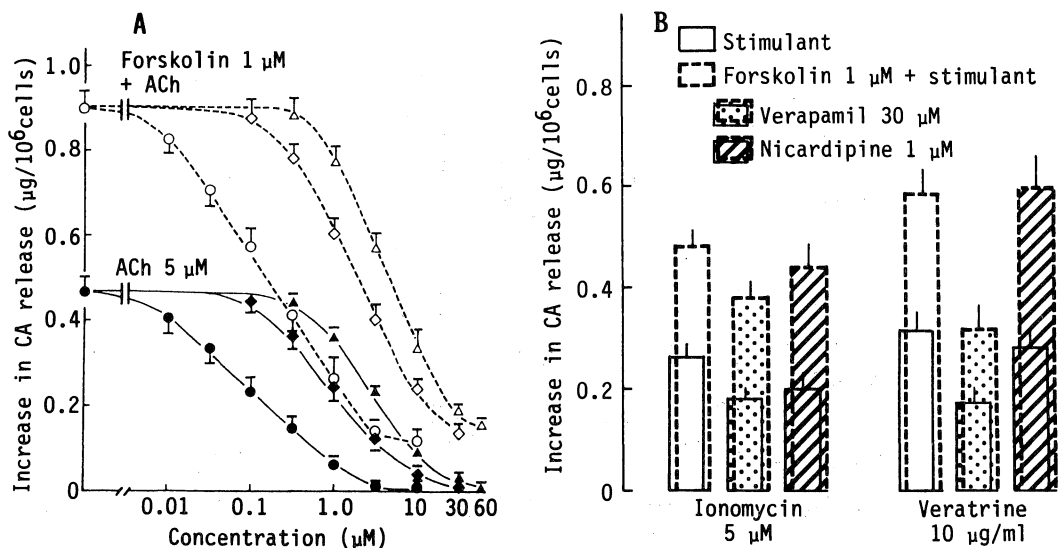 A
Forskolin 1 µM
+ ACh
ACh 5 µM
Increase in CA release (µg/10⁶cells)
1.0
0.8
0.6
0.4
0.2
0
0.01 0.1 1.0 10 30 60
Concentration (µM)
B
Stimulant
Forskolin 1 µM + stimulant
Verapamil 30 µM
Nicardipine 1 µM
Increase in CA release (µg/10⁶cells)
0.8
0.6
0.4
0.2
0
Ionomycin
5 µM
Veratrine
10 µg/ml